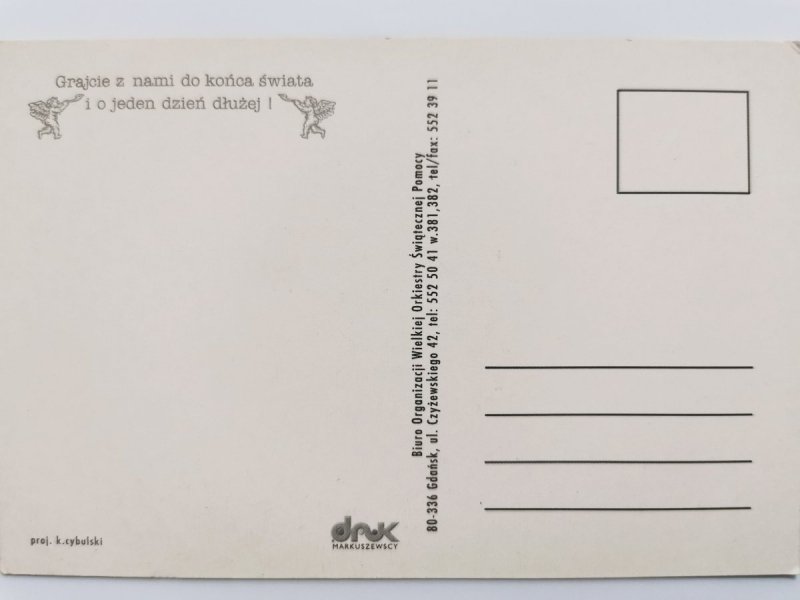 Grajcie z nami do końca świata
i o jeden dzień dłużej !
Biuro Organizacji Wielkiej Orkiestry Świątecznej Pomocy
80-336 Gdańsk, ul. Czyżewskiego 42, tel: 552 50 41 w.381,382, tel/fax: 552 39 11
proj. k.cybulski
druk
MARKUSZEWSCY